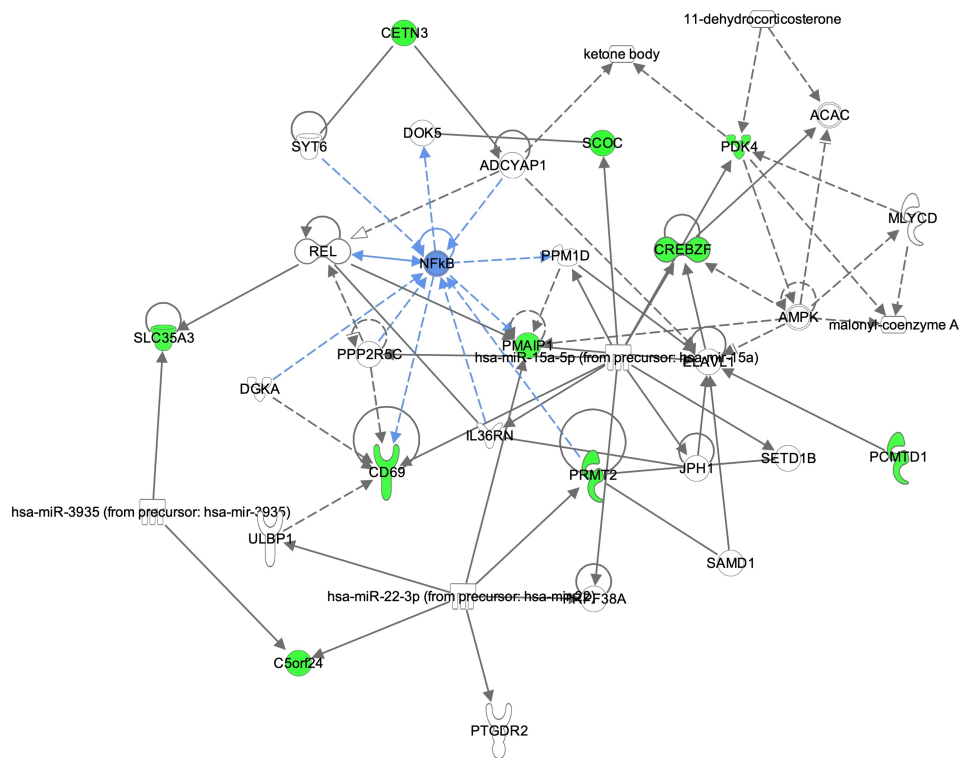 11-dehydrocorticosterone
CETN3
ketone body
ACAC
DOK5
SCOC
SYT6
PDK4
ADCYAP1
MLYCD
REL
CREBZF
PPM1D
NFkB
AMPK
malonyl-coenzyme A
SLC35A3
PMAIP1
PPP2R5C
hsa-miR-15a-5p (from precursor: hsa-mir-15a)
ELAVL1
DGKA
IL36RN
SETD1B
PCMTD1
CD69
PRMT2
JPH1
hsa-miR-3935 (from precursor: hsa-mir-3935)
ULBP1
SAMD1
hsa-miR-22-3p (from precursor: hsa-mir-22)
PRPF38A
C5orf24
PTGDR2